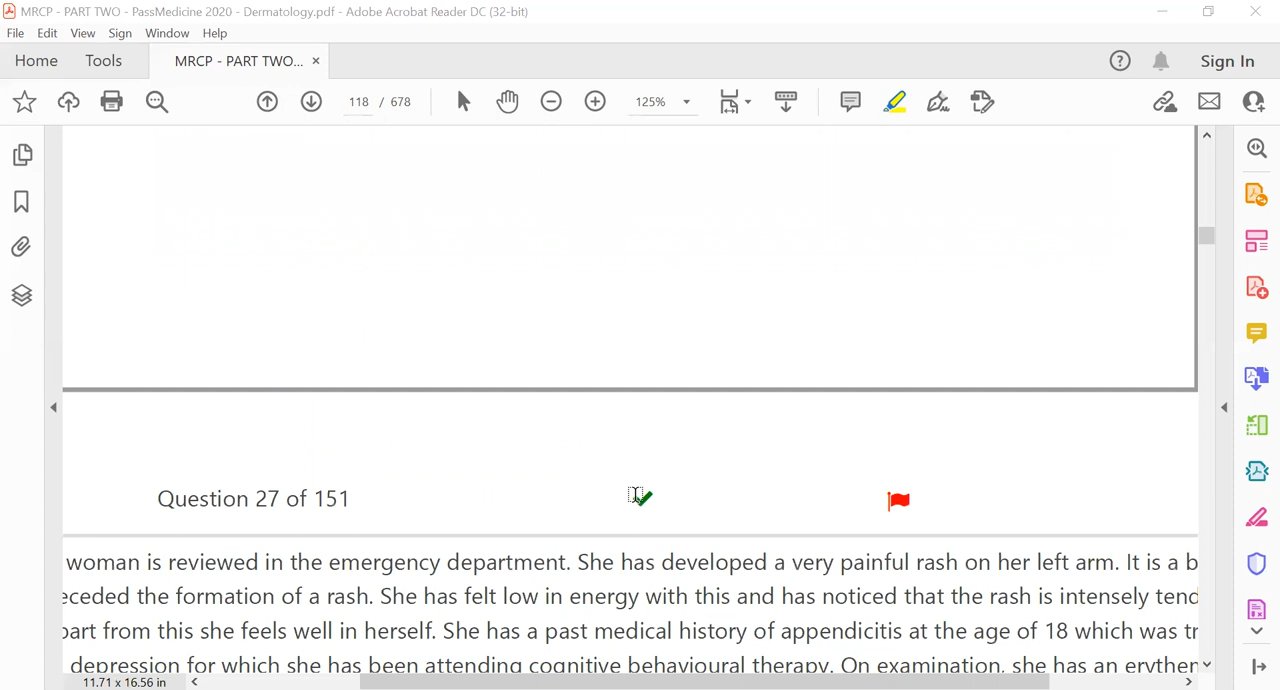 MRCP - PART TWO - PassMedicine 2020 - Dermatology.pdf - Adobe Acrobat Reader DC (32-bit)
File Edit View Sign Window Help
Home Tools MRCP - PART TWO... × Sign In
118 / 678 125%
Question 27 of 151
woman is reviewed in the emergency department. She has developed a very painful rash on her left arm. It is a b
eceded the formation of a rash. She has felt low in energy with this and has noticed that the rash is intensely tend
part from this she feels well in herself. She has a past medical history of appendicitis at the age of 18 which was tr
depression for which she has been attending cognitive behavioural therapy. On examination, she has an erythen
11.71 x 16.56 in